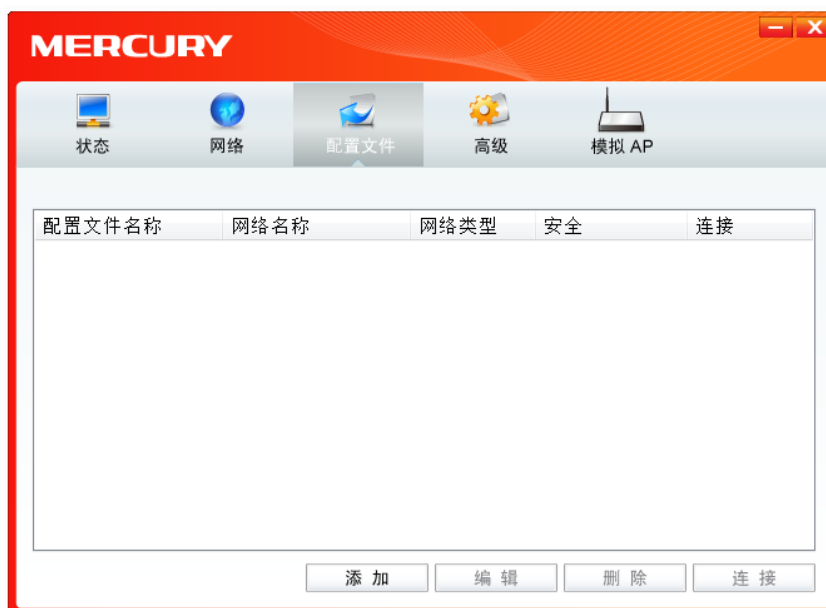 MERCURY
状态 网络 配置文件 高级 模拟 AP
配置文件名称 网络名称 网络类型 安全 连接
添 加 编 辑 删 除 连 接